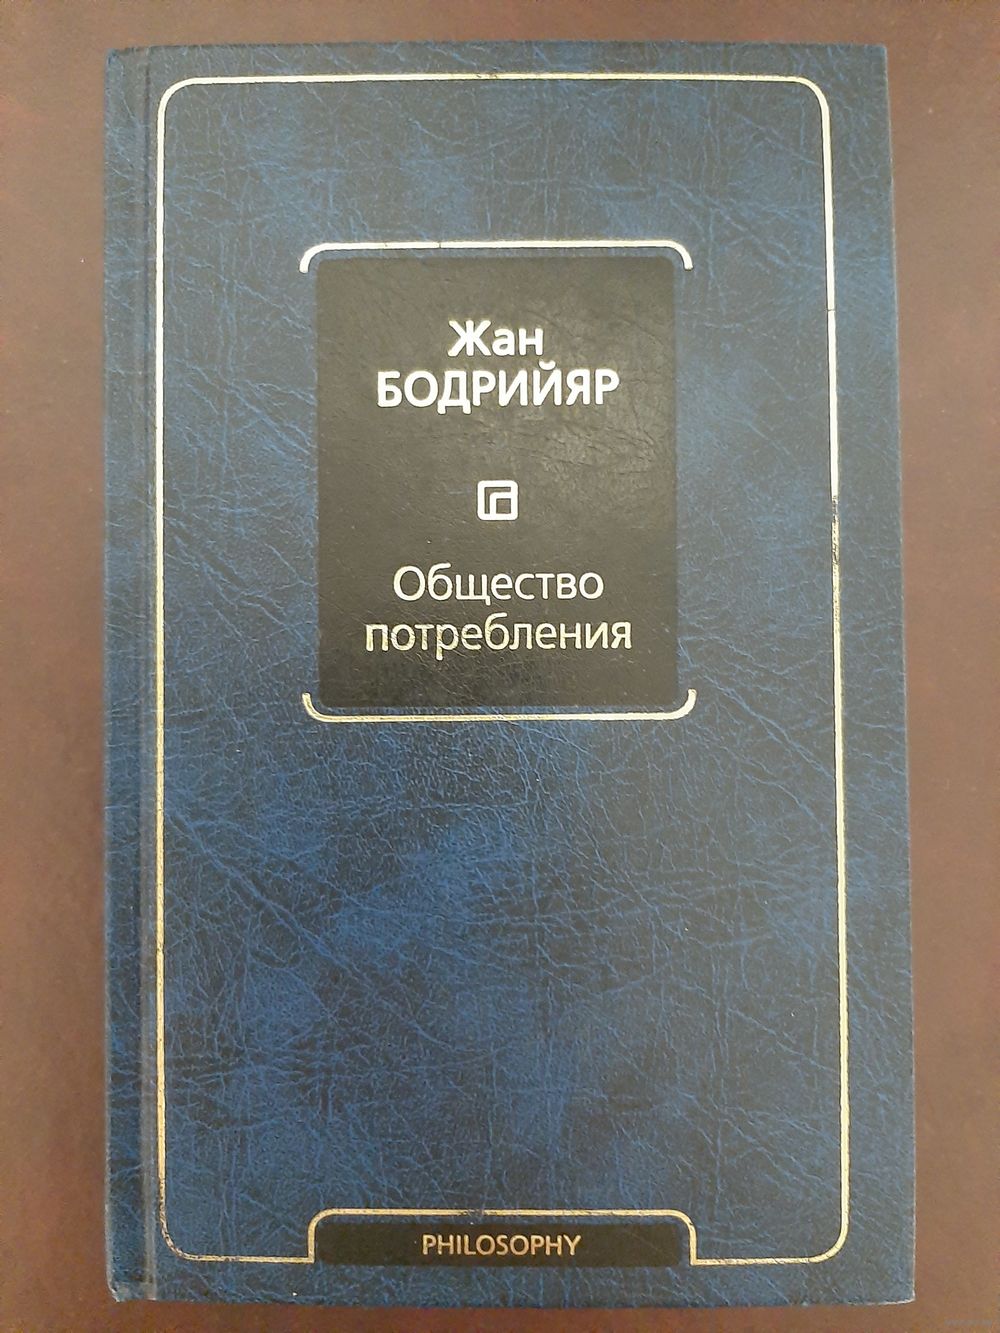 Жан
БОДРИЙЯР
Общество
потребления
PHILOSOPHY